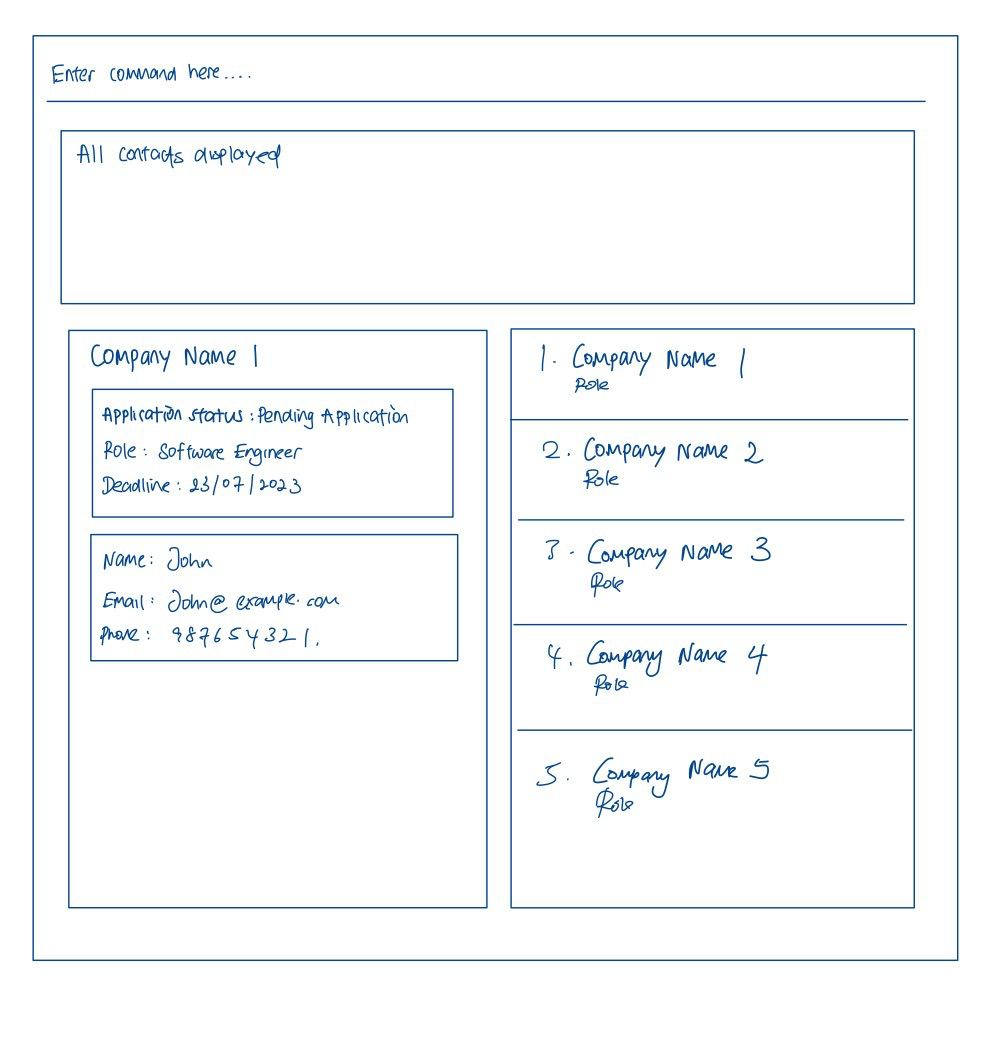 Enter command here....
All contacts displayed
Company Name 1
Application status : Pending Application
Role : Software Engineer
Deadline : 23/07/2023
Name : John
Email : John@example.com
Phone : 987654321.
1. Company Name 1
Role
2. Company Name 2
Role
3. Company Name 3
Role
4. Company Name 4
Role
5. Company Name 5
Role